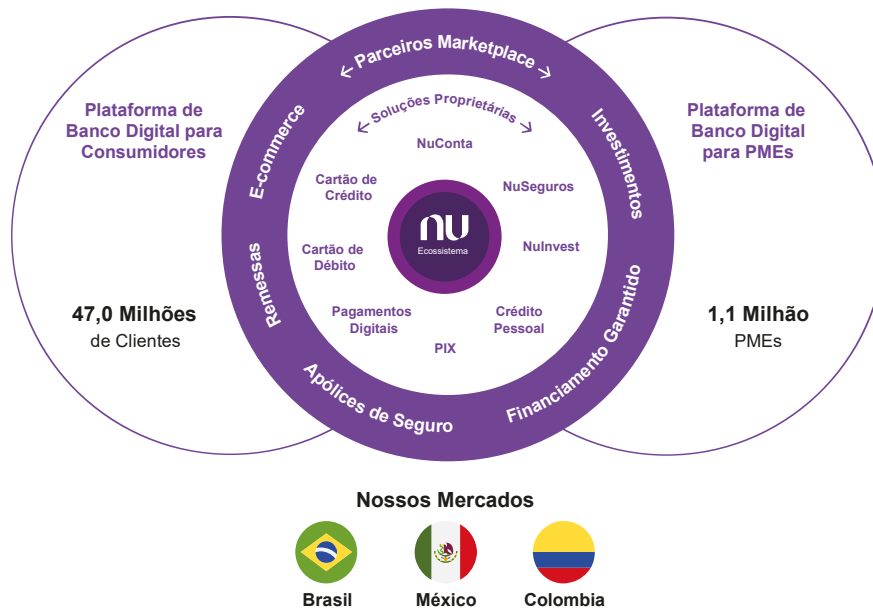 ← Parceiros Marketplace →
E-commerce
Remessas
Apólices de Seguro
Financiamento Garantido
Investimentos
Plataforma de
Banco Digital para
Consumidores
47,0 Milhões
de Clientes
← Soluções Proprietárias →
NuConta
Cartão de
Crédito
NuSeguros
nu
Ecossistema
Cartão de
Débito
NuInvest
Pagamentos
Digitais
Crédito
Pessoal
PIX
Plataforma de
Banco Digital
para PMEs
1,1 Milhão
PMEs
Nossos Mercados
Brasil
México
Colombia